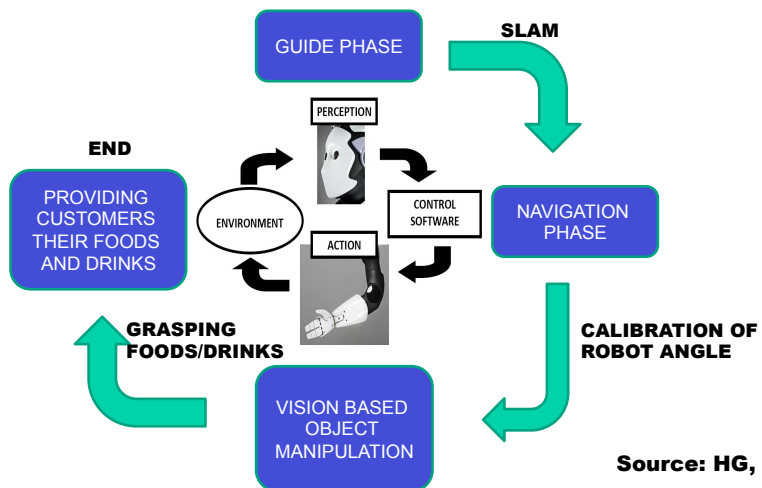 GUIDE PHASE
SLAM
PERCEPTION
END
PROVIDING
CUSTOMERS
THEIR FOODS
AND DRINKS
ENVIRONMENT
CONTROL
SOFTWARE
NAVIGATION
PHASE
ACTION
GRASPING
FOODS/DRINKS
CALIBRATION OF
ROBOT ANGLE
VISION BASED
OBJECT
MANIPULATION
Source: HG,